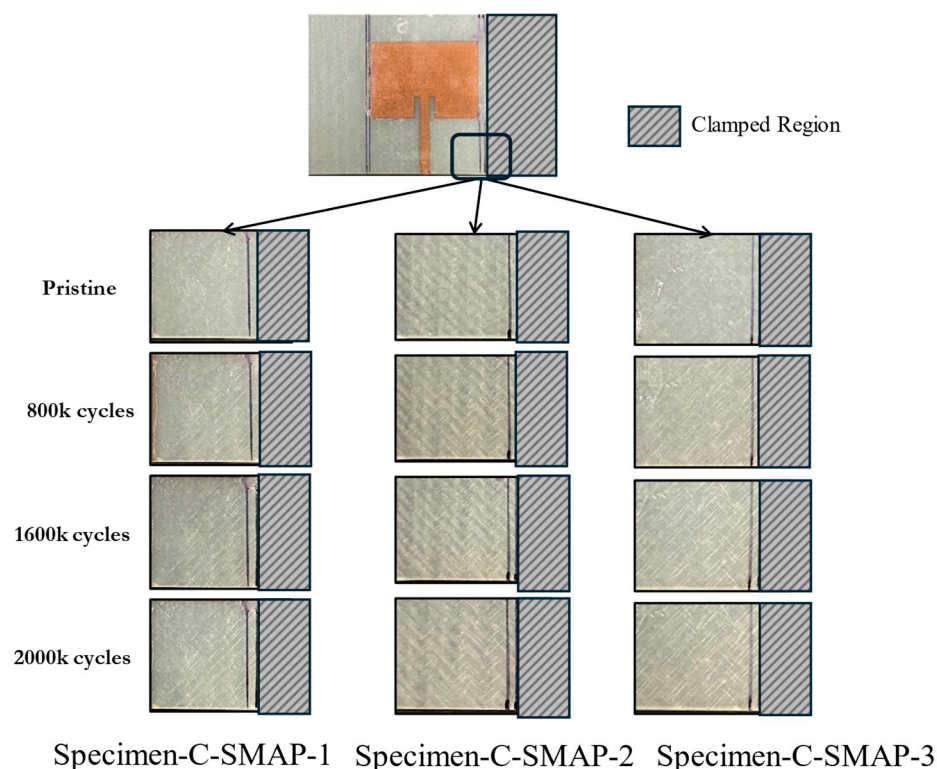 Clamped Region
Pristine
800k cycles
1600k cycles
2000k cycles
Specimen-C-SMAP-1 Specimen-C-SMAP-2 Specimen-C-SMAP-3